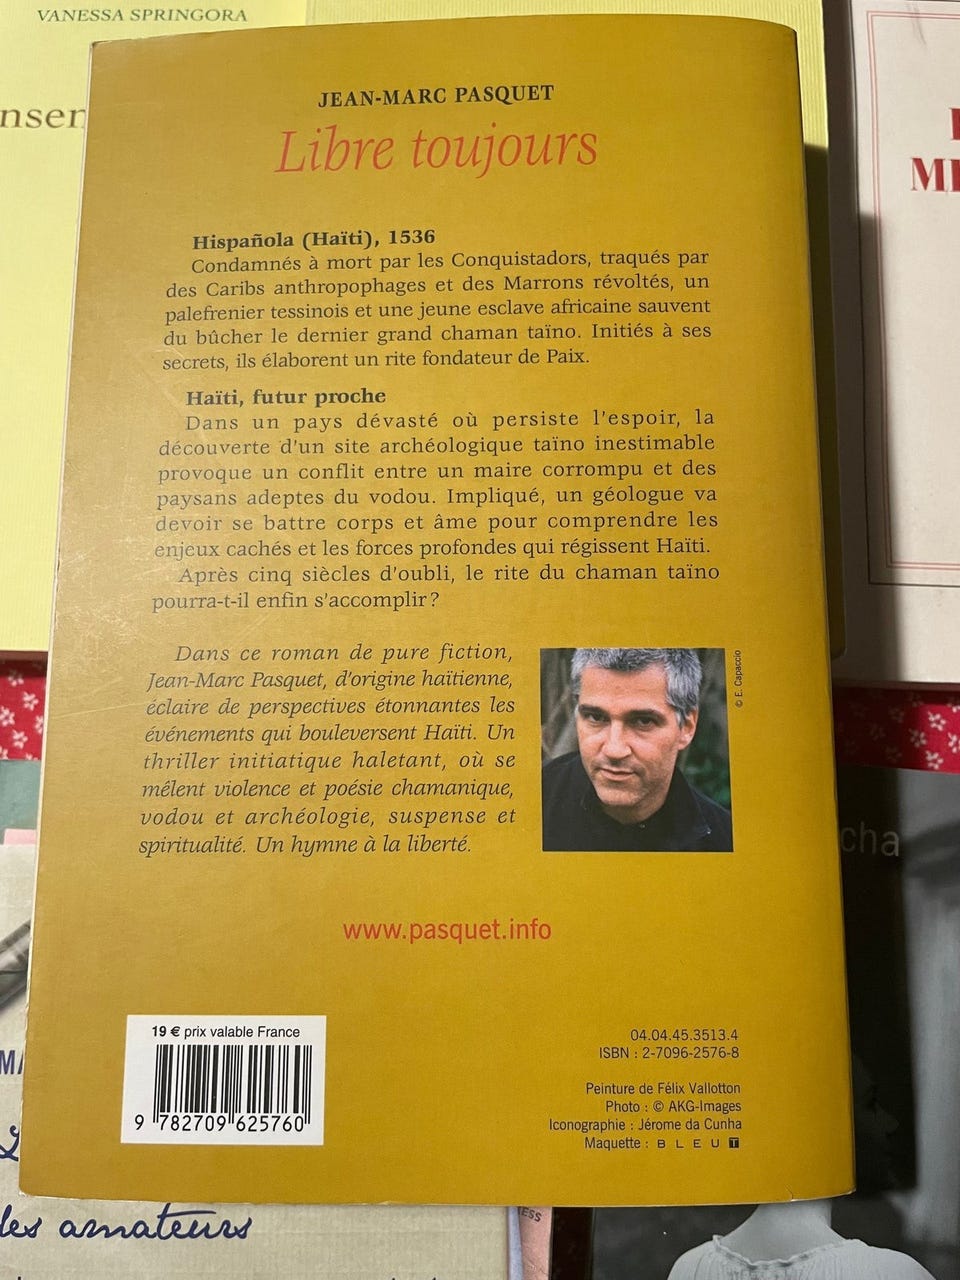 VANESSA SPRINGORA
JEAN-MARC PASQUET
Libre toujours
Hispañola (Haïti), 1536
Condamnés à mort par les Conquistadors, traqués par
des Caribs anthropophages et des Marrons révoltés, un
palefrenier tessinois et une jeune esclave africaine sauvent
du bûcher le dernier grand chaman taïno. Initiés à ses
secrets, ils élaborent un rite fondateur de Paix.
Haïti, futur proche
Dans un pays dévasté où persiste l'espoir, la
découverte d'un site archéologique taïno inestimable
provoque un conflit entre un maire corrompu et des
paysans adeptes du vodou. Impliqué, un géologue va
devoir se battre corps et âme pour comprendre les
enjeux cachés et les forces profondes qui régissent Haïti.
Après cinq siècles d'oubli, le rite du chaman taïno
pourra-t-il enfin s'accomplir ?
Dans ce roman de pure fiction,
Jean-Marc Pasquet, d'origine haïtienne,
éclaire de perspectives étonnantes les
événements qui bouleversent Haïti. Un
thriller initiatique haletant, où se
mêlent violence et poésie chamanique,
vodou et archéologie, suspense et
spiritualité. Un hymne à la liberté.
© E. Capaccio
www.pasquet.info
19 € prix valable France
9 782709 625760
04.04.45.3513.4
ISBN : 2-7096-2576-8
Peinture de Félix Vallotton
Photo : © AKG-Images
Iconographie : Jérome da Cunha
Maquette : BLEUT
cha
des amateurs